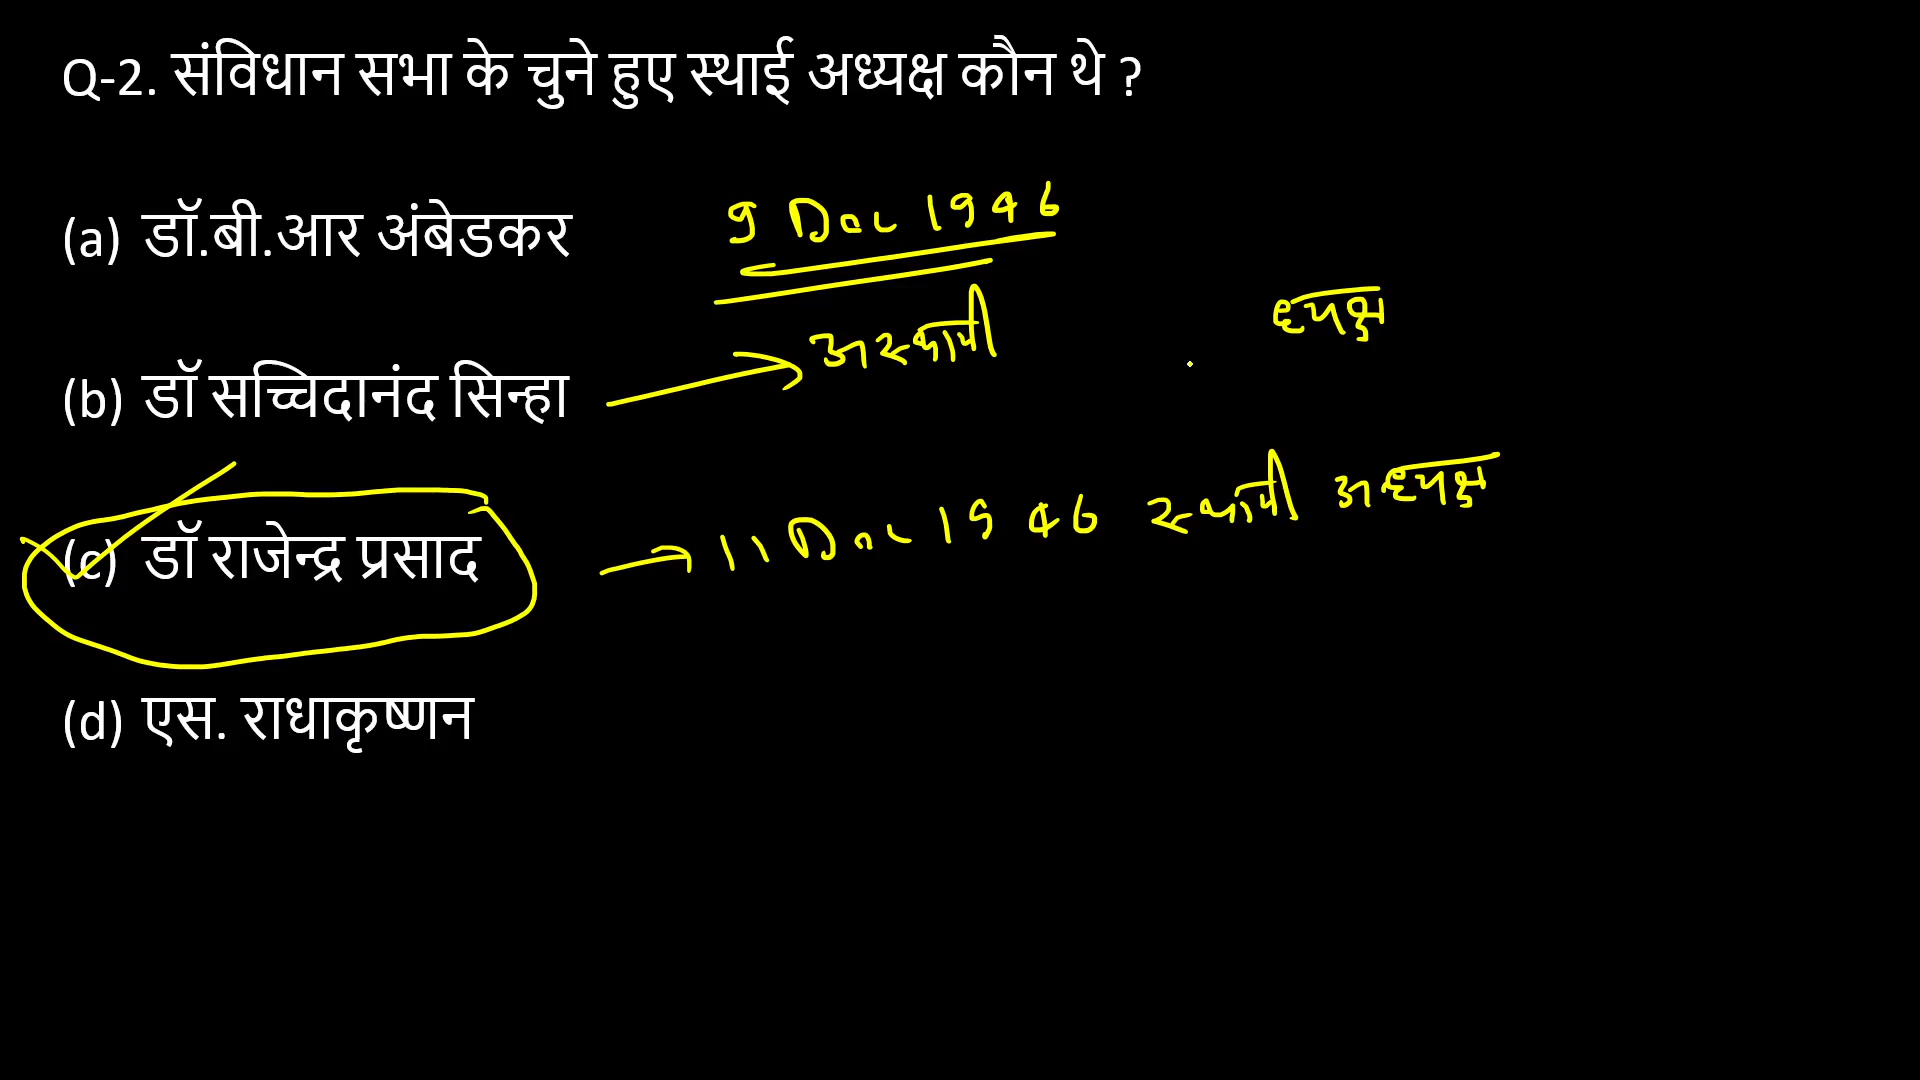 Q-2. संविधान सभा के चुने हुए स्थाई अध्यक्ष कौन थे ?
(a) डॉ.बी.आर अंबेडकर
9 Dec 1946
(b) डॉ सच्चिदानंद सिन्हा
अस्थायी
ध्यक्ष
(c) डॉ राजेन्द्र प्रसाद
11 Dec 1946 स्थायी अध्यक्ष
(d) एस. राधाकृष्णन